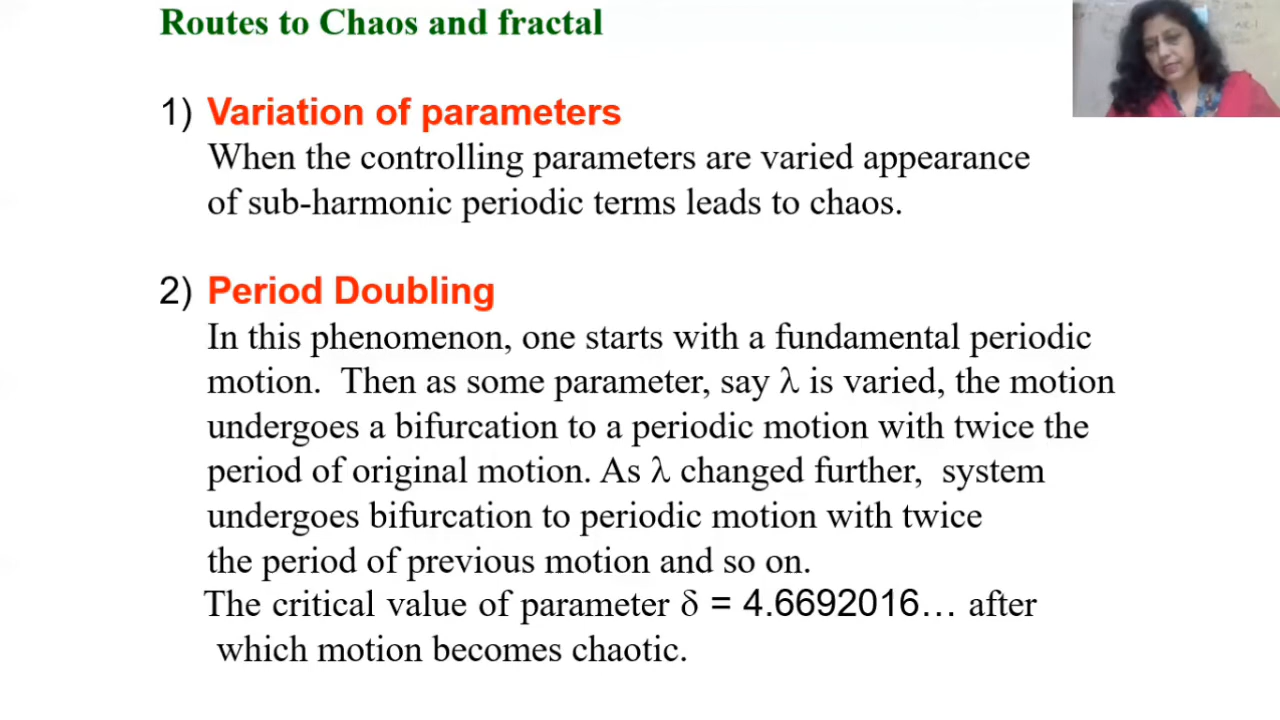 Routes to Chaos and fractal
1) Variation of parameters
When the controlling parameters are varied appearance
of sub-harmonic periodic terms leads to chaos.
2) Period Doubling
In this phenomenon, one starts with a fundamental periodic
motion. Then as some parameter, say λ is varied, the motion
undergoes a bifurcation to a periodic motion with twice the
period of original motion. As λ changed further, system
undergoes bifurcation to periodic motion with twice
the period of previous motion and so on.
The critical value of parameter δ = 4.6692016… after
which motion becomes chaotic.